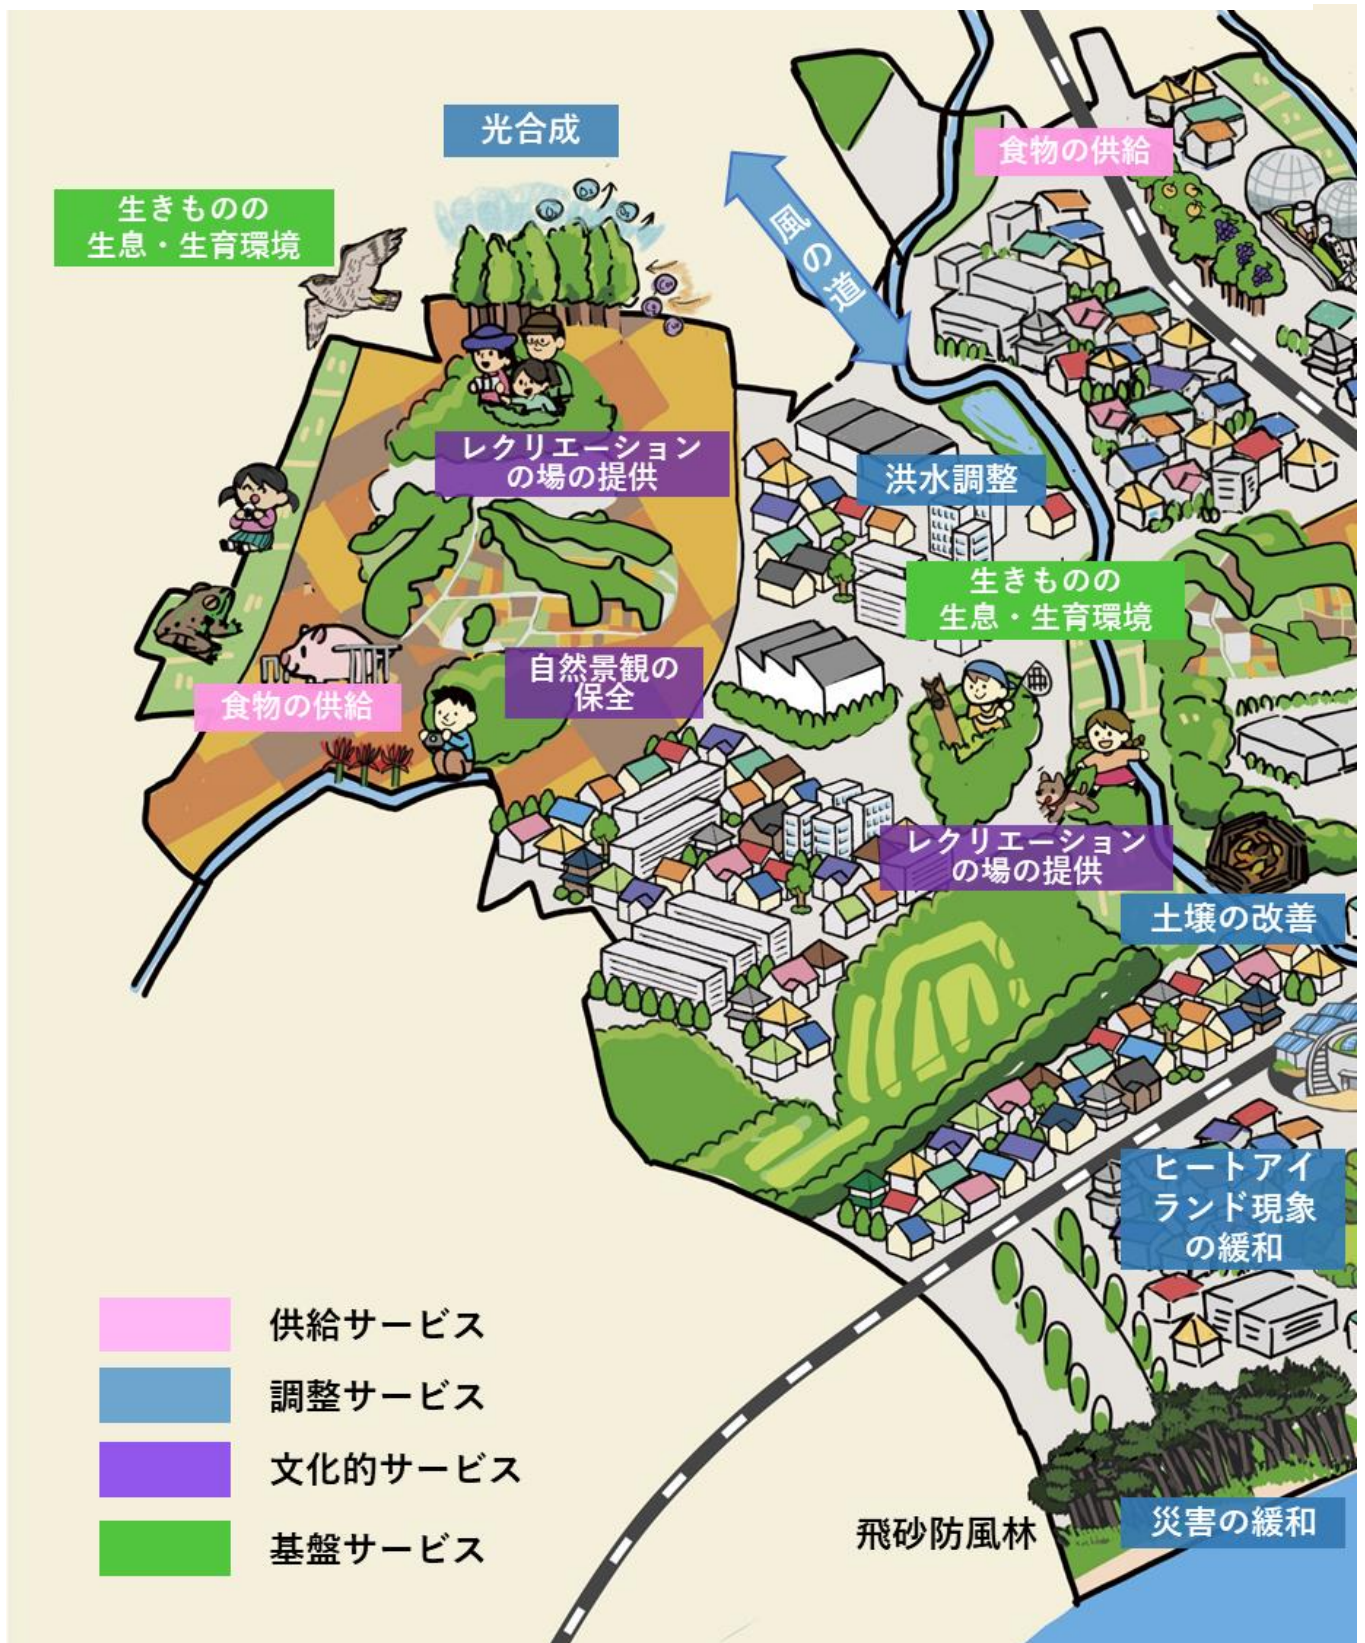 光合成
食物の供給
生きものの
生息・生育環境
風の道
レクリエーション
の場の提供
洪水調整
生きものの
生息・生育環境
自然景観の
保全
食物の供給
レクリエーション
の場の提供
土壌の改善
ヒートアイ
ランド現象
の緩和
供給サービス
調整サービス
文化的サービス
基盤サービス
飛砂防風林
災害の緩和